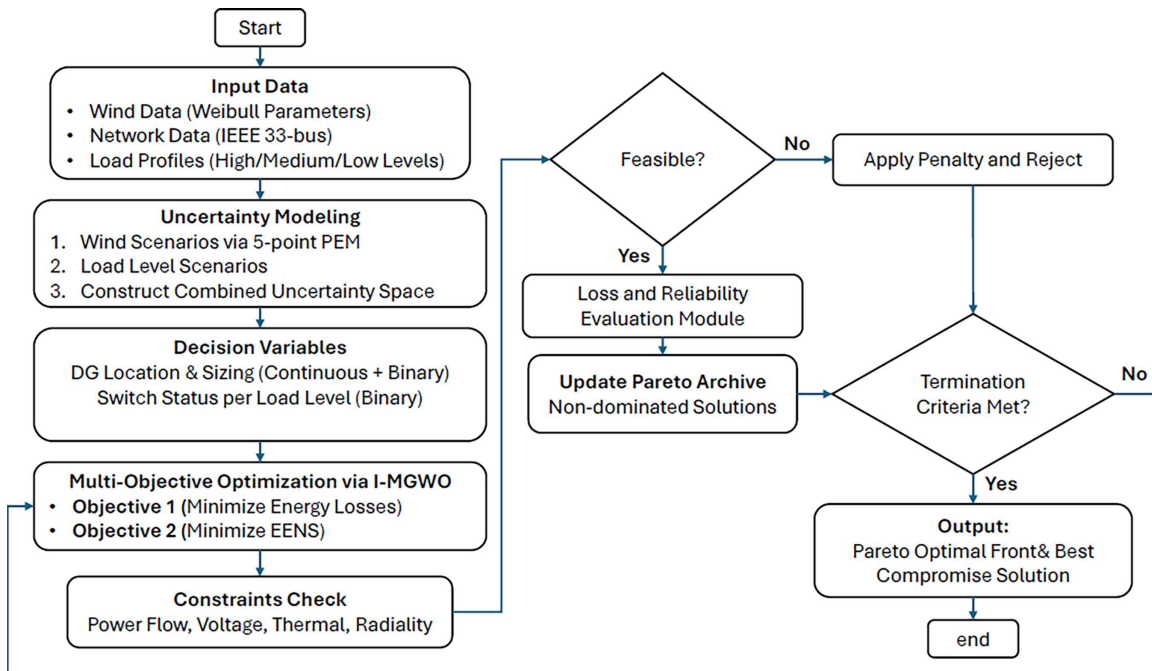 Start
Input Data
• Wind Data (Weibull Parameters)
• Network Data (IEEE 33-bus)
• Load Profiles (High/Medium/Low Levels)
Uncertainty Modeling
1. Wind Scenarios via 5-point PEM
2. Load Level Scenarios
3. Construct Combined Uncertainty Space
Decision Variables
DG Location & Sizing (Continuous + Binary)
Switch Status per Load Level (Binary)
Multi-Objective Optimization via I-MGWO
• Objective 1 (Minimize Energy Losses)
• Objective 2 (Minimize EENS)
Constraints Check
Power Flow, Voltage, Thermal, Radiality
Feasible?
No
Apply Penalty and Reject
Yes
Loss and Reliability
Evaluation Module
Update Pareto Archive
Non-dominated Solutions
Termination
Criteria Met?
No
Yes
Output:
Pareto Optimal Front& Best
Compromise Solution
end